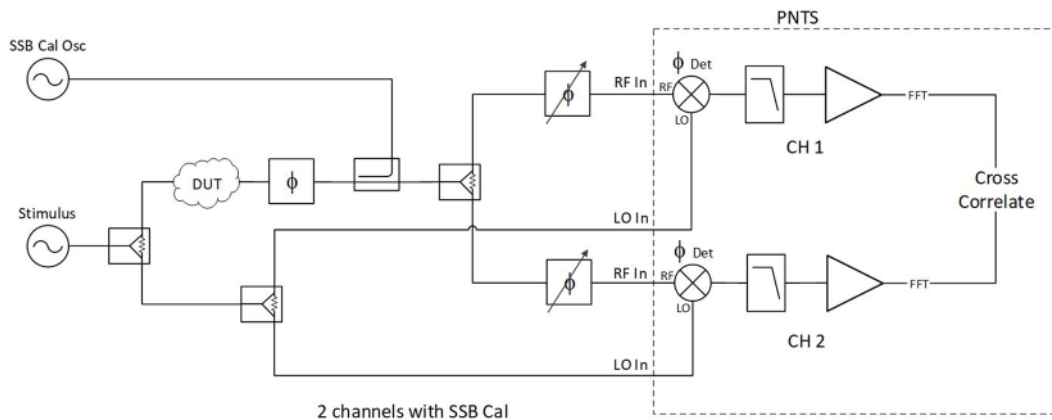 PNTS
SSB Cal Osc
ϕ Det
RF In
RF
ϕ
LO
FFT
CH 1
DUT
ϕ
Cross
Correlate
Stimulus
LO In
ϕ Det
RF In
RF
ϕ
LO
FFT
CH 2
LO In
2 channels with SSB Cal